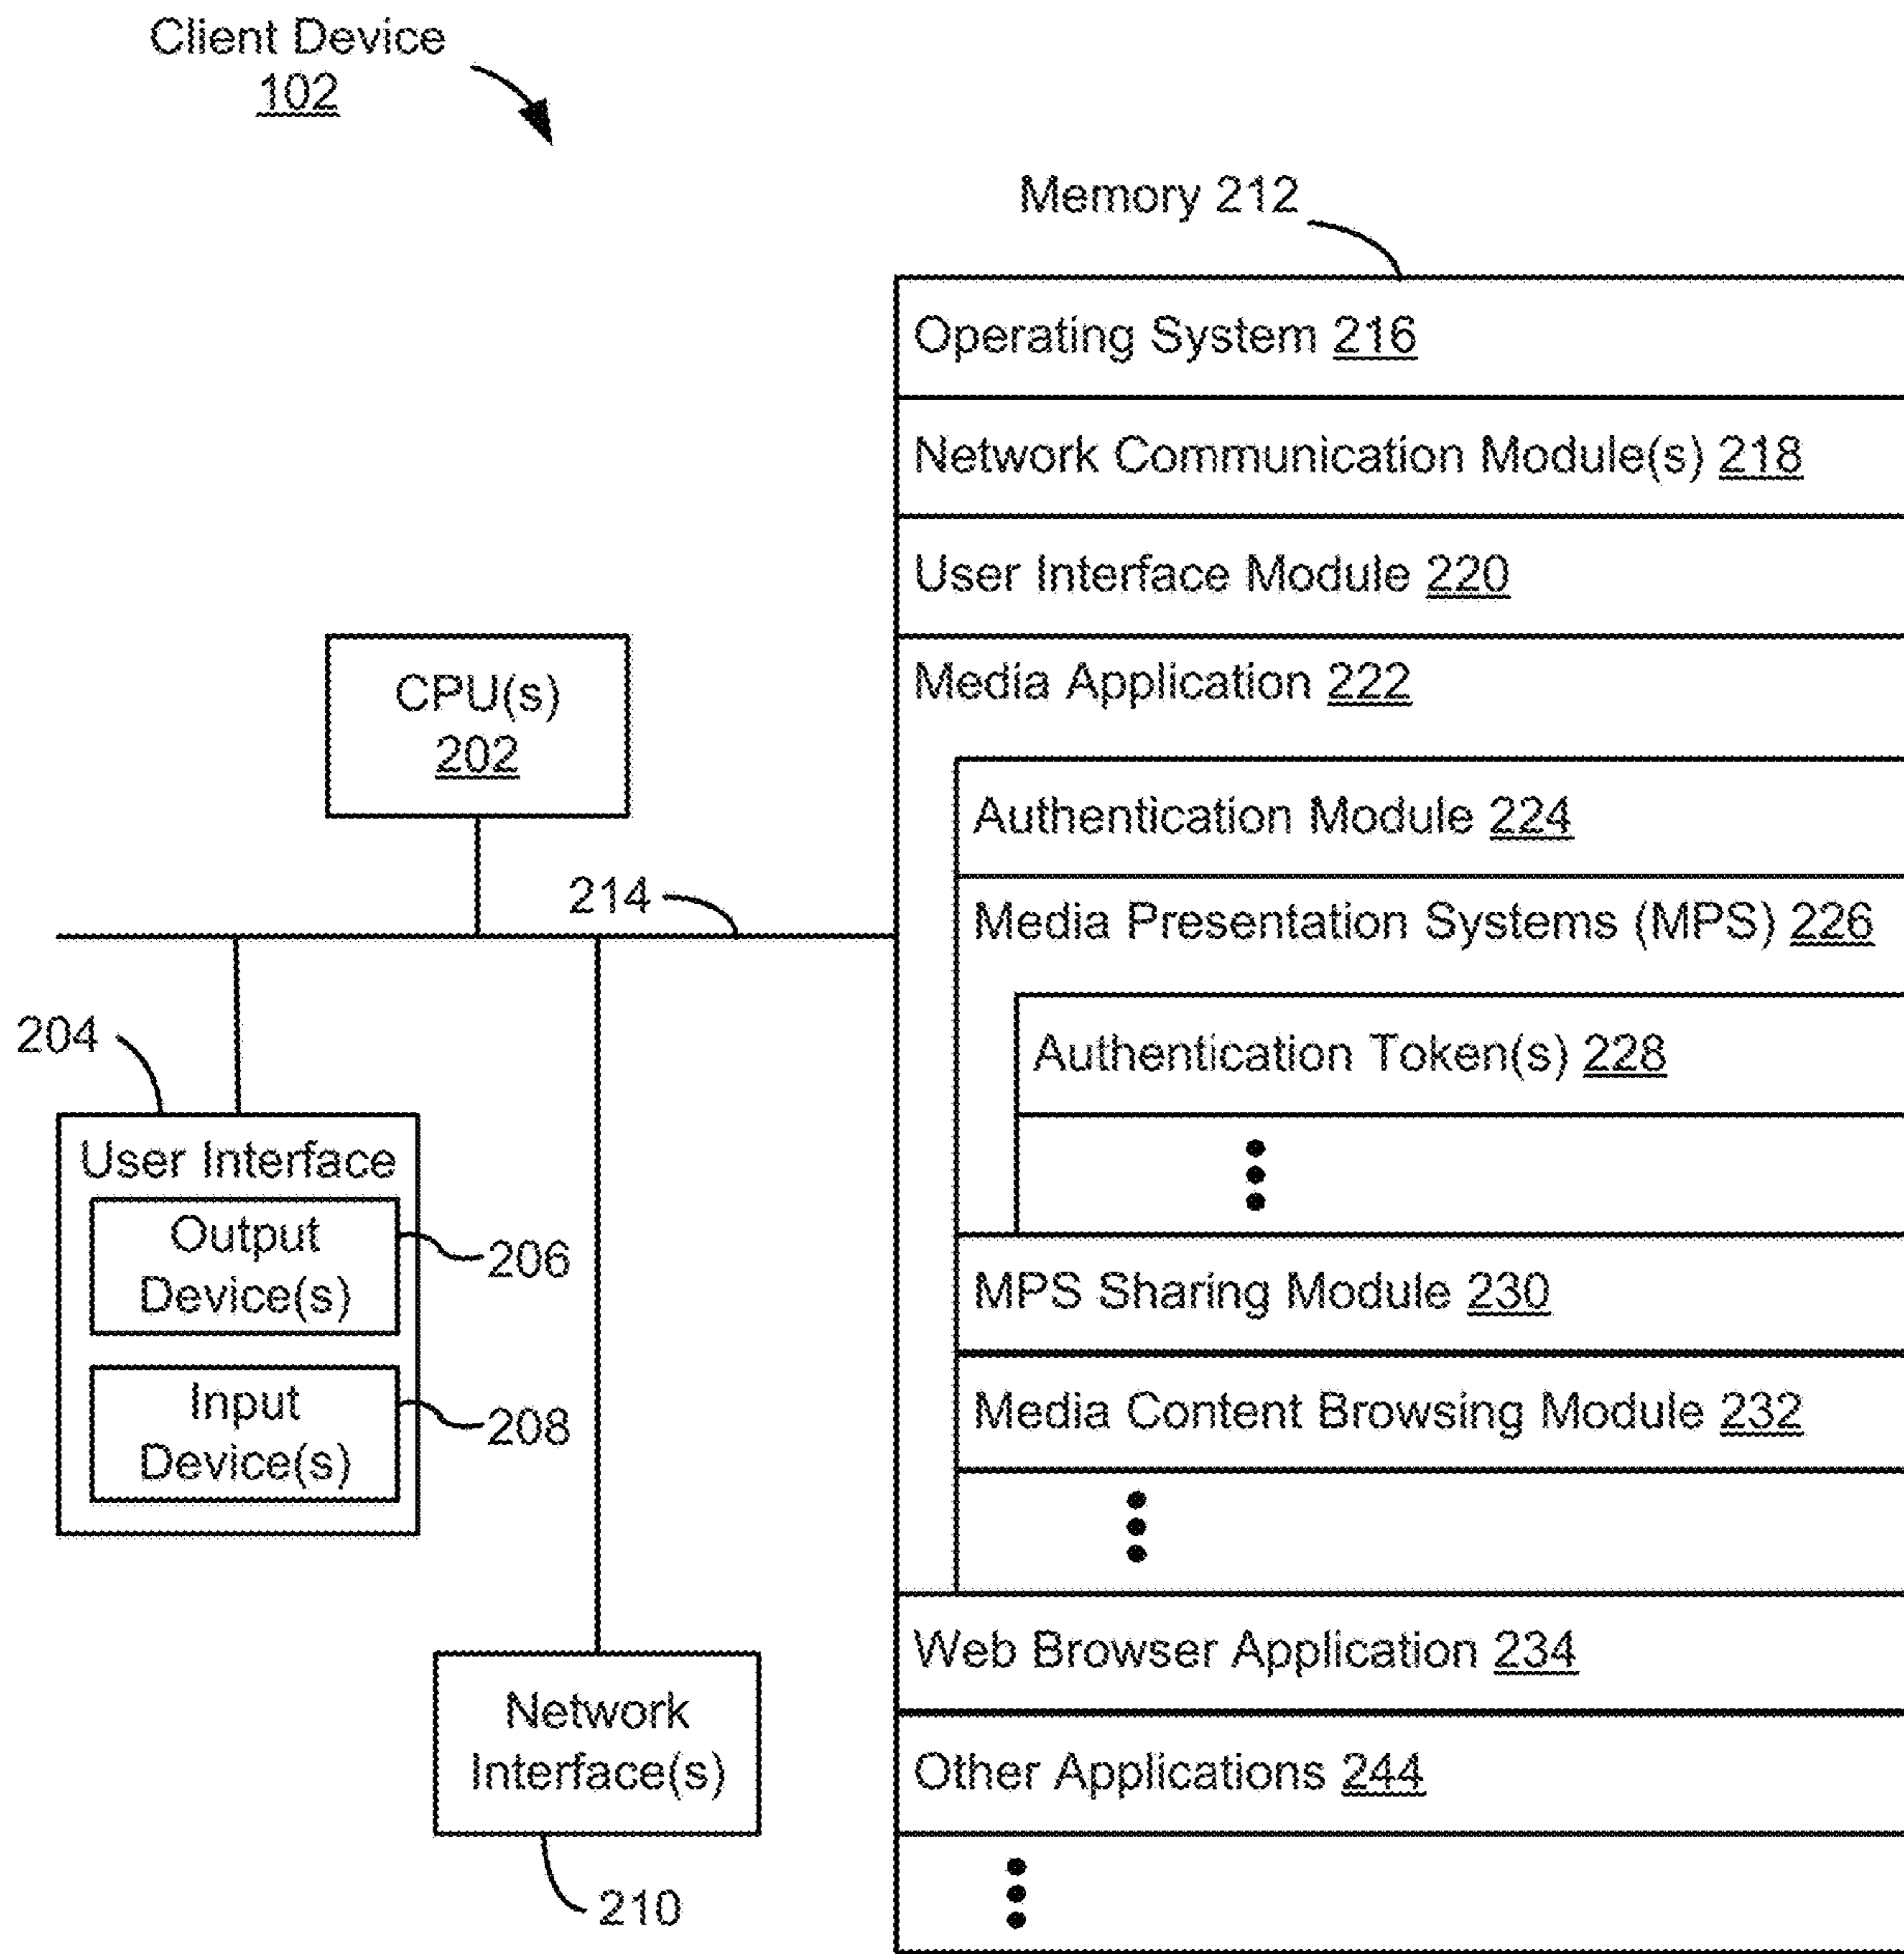 Client Device
102
Memory 212
Operating System 216
Network Communication Module(s) 218
User Interface Module 220
Media Application 222
CPU(s)
202
Authentication Module 224
214
Media Presentation Systems (MPS) 226
204
Authentication Token(s) 228
User Interface
Output
Device(s)
206
Input
Device(s)
208
MPS Sharing Module 230
Media Content Browsing Module 232
Web Browser Application 234
Network
Interface(s)
210
Other Applications 244